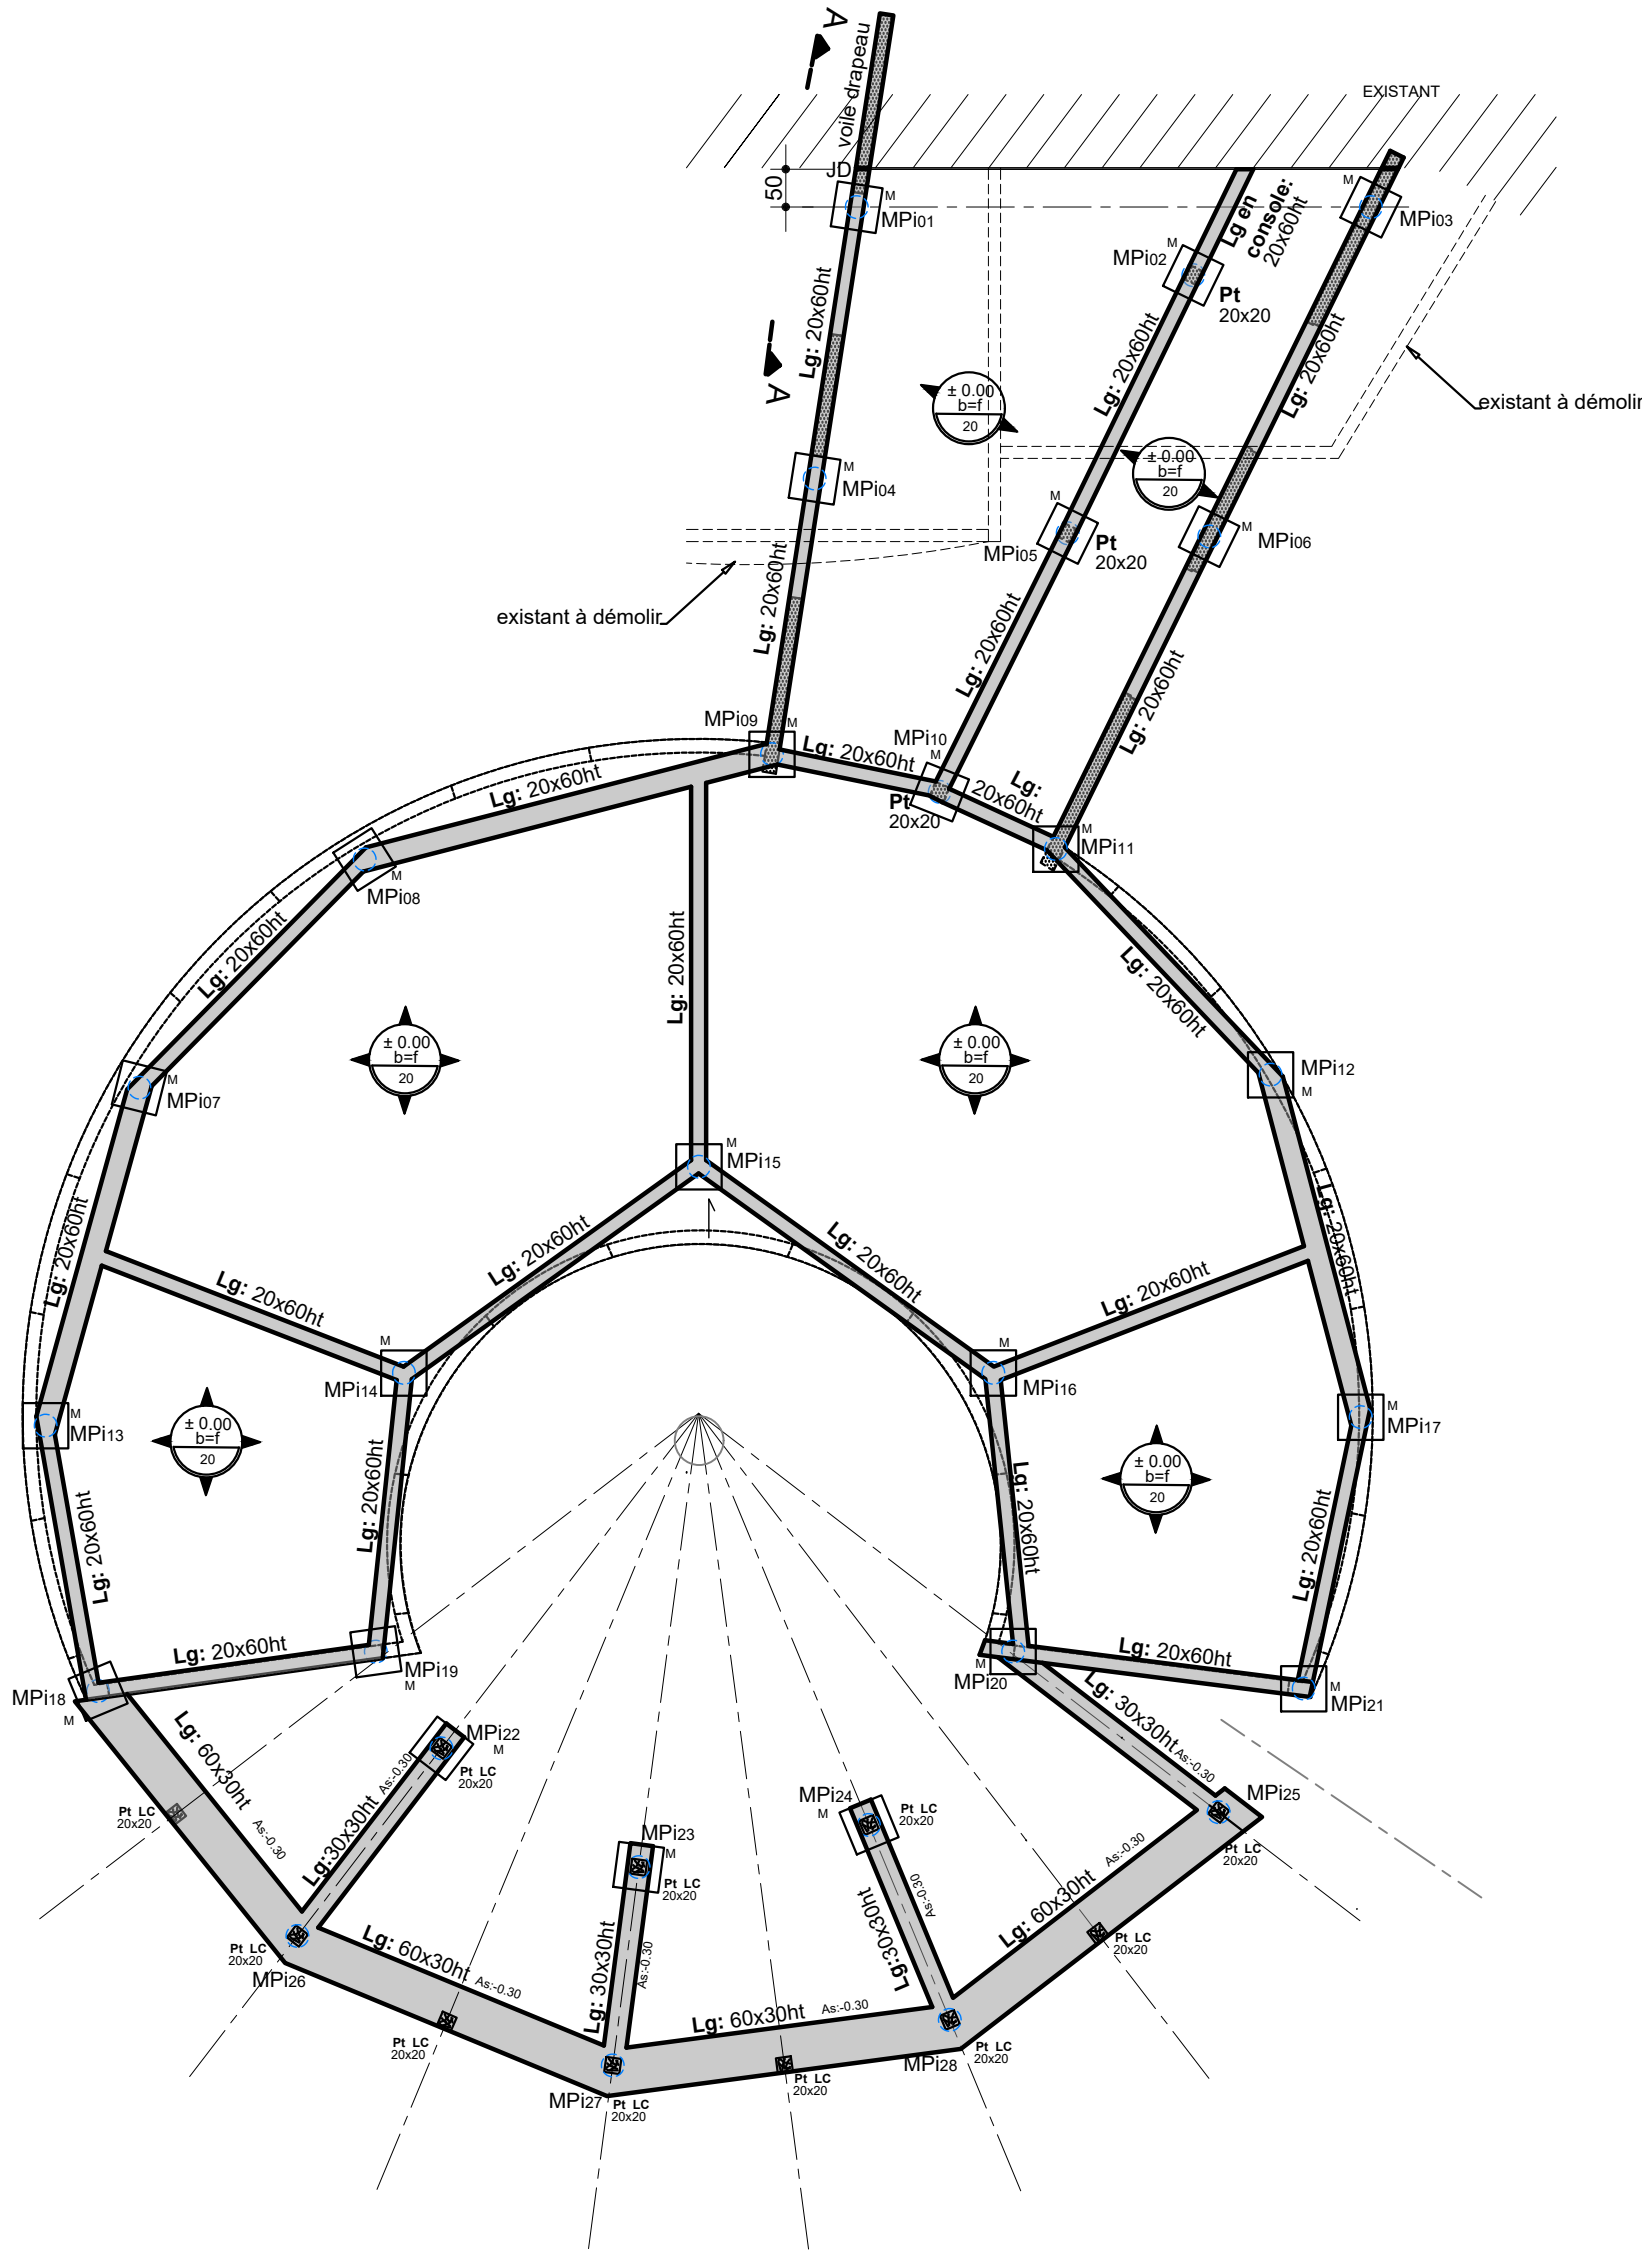 A
voile drapeau
EXISTANT
JD
50
M
MPi01
Lg en
console:
20x60ht
M
MPi03
M
MPi02
Pt
20x20
Lg: 20x60ht
Lg: 20x60ht
Lg: 20x60ht
A
± 0.00
b=f
20
existant à démolir
± 0.00
b=f
20
M
MPi04
M
MPi05
Pt
20x20
M
MPi06
Lg: 20x60ht
existant à démolir
Lg: 20x60ht
Lg: 20x60ht
MPi09
M
Lg: 20x60ht
MPi10
M
Pt
20x20
Lg:
20x60ht
M
MPi11
Lg: 20x60ht
M
MPi08
Lg: 20x60ht
Lg: 20x60ht
Lg: 20x60ht
± 0.00
b=f
20
± 0.00
b=f
20
M
MPi07
MPi12
M
M
MPi15
Lg: 20x60ht
Lg: 20x60ht
Lg: 20x60ht
Lg: 20x60ht
Lg: 20x60ht
Lg: 20x60ht
M
MPi14
M
MPi16
M
MPi13
M
MPi17
± 0.00
b=f
20
± 0.00
b=f
20
Lg: 20x60ht
Lg: 20x60ht
Lg: 20x60ht
Lg: 20x60ht
Lg: 20x60ht
MPi19
M
Lg: 20x60ht
M
MPi20
MPi18
M
M
MPi21
Lg: 60x30ht
As:-0.30
MPi22
M
Pt LC
20x20
Lg:30x30ht
As:-0.30
Lg: 30x30ht
As:-0.30
MPi25
Pt LC
20x20
Pt LC
20x20
MPi24
M
Pt LC
20x20
MPi23
M
Pt LC
20x20
Lg: 30x30ht
As:-0.30
Lg:30x30ht
As:-0.30
Lg: 60x30ht
As:-0.30
Pt LC
20x20
Pt LC
20x20
MPi26
Lg: 60x30ht
As:-0.30
Pt LC
20x20
Lg: 60x30ht
As:-0.30
Pt LC
20x20
MPi28
Pt LC
20x20
MPi27
Pt LC
20x20